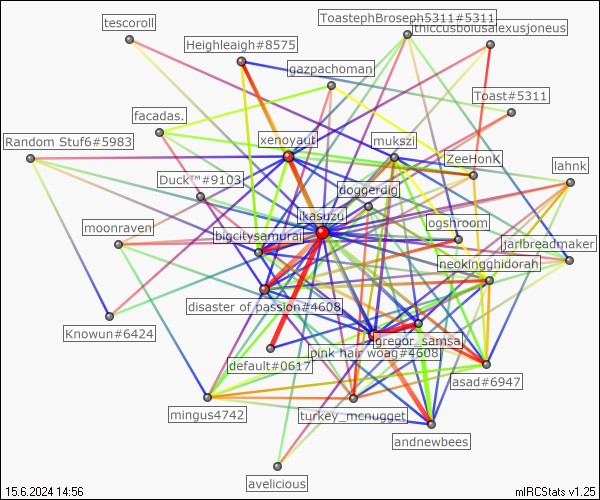 tescoroll
ToastephBroseph5311#5311
thiccusbolusalexusjoneus
Heighleigh#8575
gazpachoman
Toast#5311
facadas.
Random Stuf6#5983
xenoyaut
mukszi
ZeeHonK
lahnk
Duck™#9103
doggerdig
ikasuzu
ogshroom
moonraven
bigcitysamurai
jarlbreadmaker
neokingghidorah
disaster of passion#4608
Knowun#6424
gregor_samsa
pink hair woag#4608
default#0617
asad#6947
mingus4742
turkey_mcnugget
andnewbees
avelicious
15.6.2024 14:56
mIRCStats v1.25